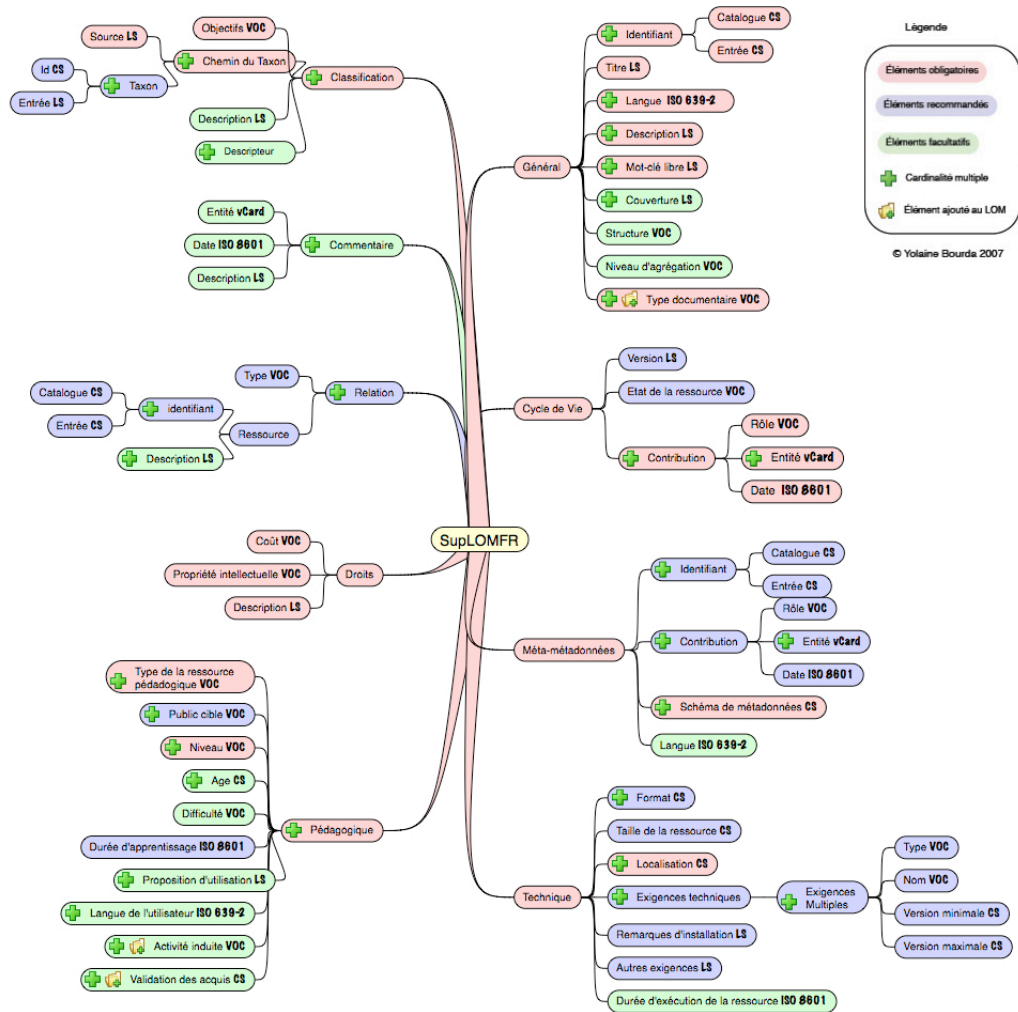 Légende
Éléments obligatoires
Éléments recommandés
Éléments facultatifs
Cardinalité multiple
Élément ajouté au LOM
© Yolaine Bourda 2007
SupLOMFR
Classification
Objectifs VOC
Chemin du Taxon
Source LS
Taxon
Id CS
Entrée LS
Description LS
Descripteur
Commentaire
Entité vCard
Date ISO 8601
Description LS
Relation
Type VOC
Ressource
identifiant
Catalogue CS
Entrée CS
Description LS
Droits
Coût VOC
Propriété intellectuelle VOC
Description LS
Pédagogique
Type de la ressource
pédadogique VOC
Public cible VOC
Niveau VOC
Age CS
Difficulté VOC
Durée d'apprentissage ISO 8601
Proposition d'utilisation LS
Langue de l'utilisateur ISO 639-2
Activité induite VOC
Validation des acquis CS
Général
Identifiant
Catalogue CS
Entrée CS
Titre LS
Langue ISO 639-2
Description LS
Mot-clé libre LS
Couverture LS
Structure VOC
Niveau d'agrégation VOC
Type documentaire VOC
Cycle de Vie
Version LS
Etat de la ressource VOC
Contribution
Rôle VOC
Entité vCard
Date ISO 8601
Méta-métadonnées
Identifiant
Catalogue CS
Entrée CS
Contribution
Rôle VOC
Entité vCard
Date ISO 8601
Schéma de métadonnées CS
Langue ISO 639-2
Technique
Format CS
Taille de la ressource CS
Localisation CS
Exigences techniques
Exigences
Multiples
Type VOC
Nom VOC
Version minimale CS
Version maximale CS
Remarques d'installation LS
Autres exigences LS
Durée d'exécution de la ressource ISO 8601